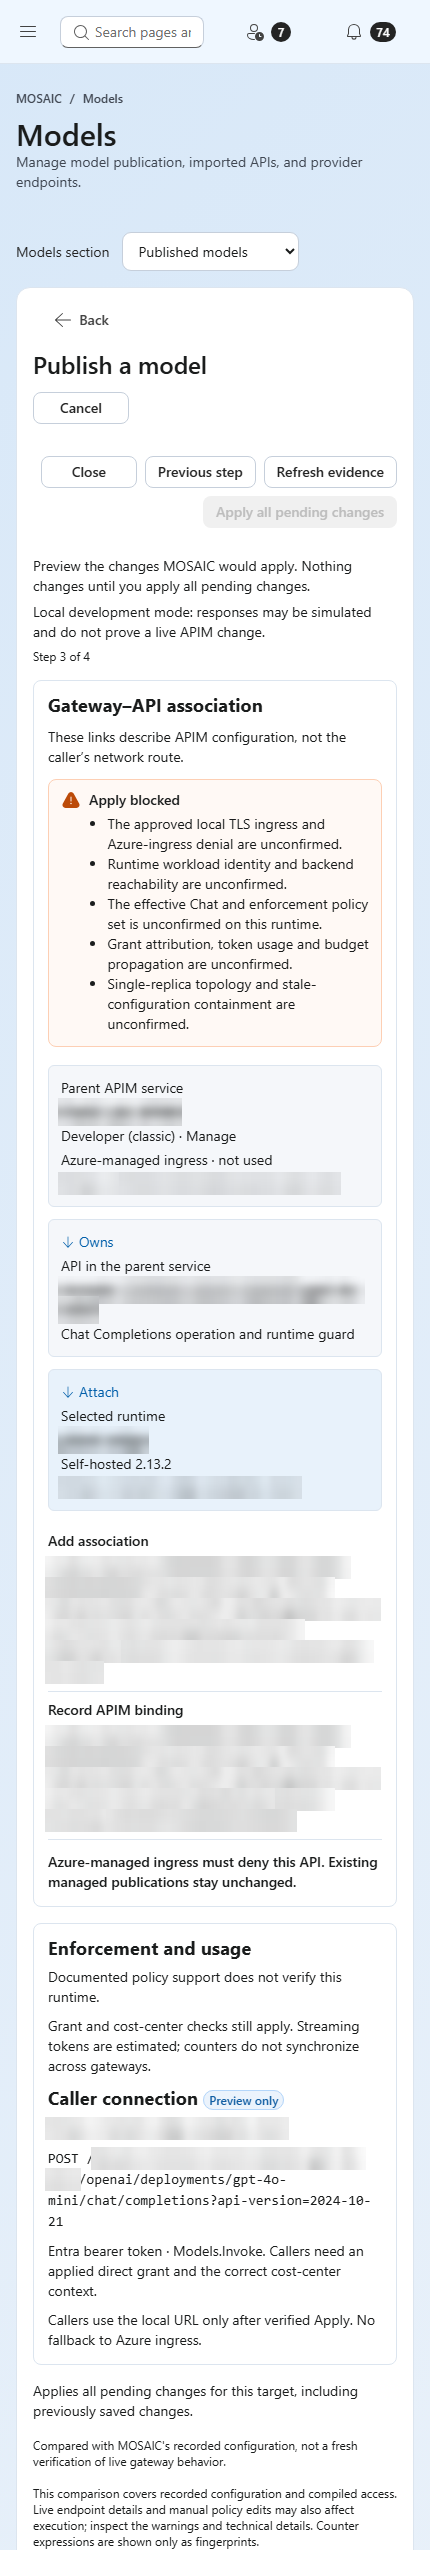 Search pages ar
7
74
MOSAIC / Models
Models
Manage model publication, imported APIs, and provider
endpoints.
Models section
Published models
Back
Publish a model
Cancel
Close
Previous step
Refresh evidence
Apply all pending changes
Preview the changes MOSAIC would apply. Nothing
changes until you apply all pending changes.
Local development mode: responses may be simulated
and do not prove a live APIM change.
Step 3 of 4
Gateway–API association
These links describe APIM configuration, not the
caller’s network route.
Apply blocked
• The approved local TLS ingress and
Azure-ingress denial are unconfirmed.
• Runtime workload identity and backend
reachability are unconfirmed.
• The effective Chat and enforcement policy
set is unconfirmed on this runtime.
• Grant attribution, token usage and budget
propagation are unconfirmed.
• Single-replica topology and stale-
configuration containment are
unconfirmed.
Parent APIM service
Developer (classic) · Manage
Azure-managed ingress · not used
↓ Owns
API in the parent service
Chat Completions operation and runtime guard
↓ Attach
Selected runtime
Self-hosted 2.13.2
Add association
Record APIM binding
Azure-managed ingress must deny this API. Existing
managed publications stay unchanged.
Enforcement and usage
Documented policy support does not verify this
runtime.
Grant and cost-center checks still apply. Streaming
tokens are estimated; counters do not synchronize
across gateways.
Caller connection Preview only
POST /
/openai/deployments/gpt-4o-
mini/chat/completions?api-version=2024-10-
21
Entra bearer token · Models.Invoke. Callers need an
applied direct grant and the correct cost-center
context.
Callers use the local URL only after verified Apply. No
fallback to Azure ingress.
Applies all pending changes for this target, including
previously saved changes.
Compared with MOSAIC's recorded configuration, not a fresh
verification of live gateway behavior.
This comparison covers recorded configuration and compiled access.
Live endpoint details and manual policy edits may also affect
execution; inspect the warnings and technical details. Counter
expressions are shown only as fingerprints.